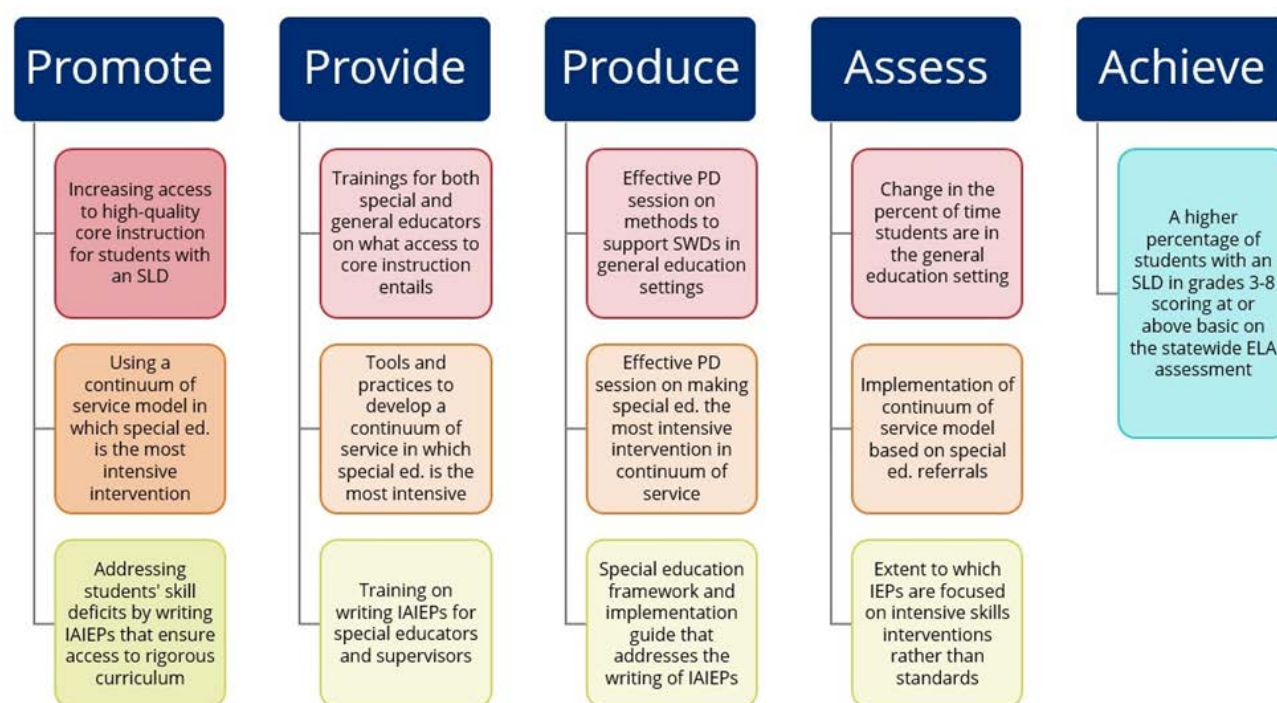 Promote
Increasing access
to high-quality
core instruction
for students with
an SLD
Using a
continuum of
service model in
which special ed.
is the most
intensive
intervention
Addressing
students' skill
deficits by writing
IAIEPs that ensure
access to rigorous
curriculum
Provide
Trainings for both
special and
general educators
on what access to
core instruction
entails
Tools and
practices to
develop a
continuum of
service in which
special ed. is the
most intensive
Training on
writing IAIEPs for
special educators
and supervisors
Produce
Effective PD
session on
methods to
support SWDs in
general education
settings
Effective PD
session on making
special ed. the
most intensive
intervention in
continuum of
service
Special education
framework and
implementation
guide that
addresses the
writing of IAIEPs
Assess
Change in the
percent of time
students are in
the general
education setting
Implementation of
continuum of
service model
based on special
ed. referrals
Extent to which
IEPs are focused
on intensive skills
interventions
rather than
standards
Achieve
A higher
percentage of
students with an
SLD in grades 3-8
scoring at or
above basic on
the statewide ELA
assessment